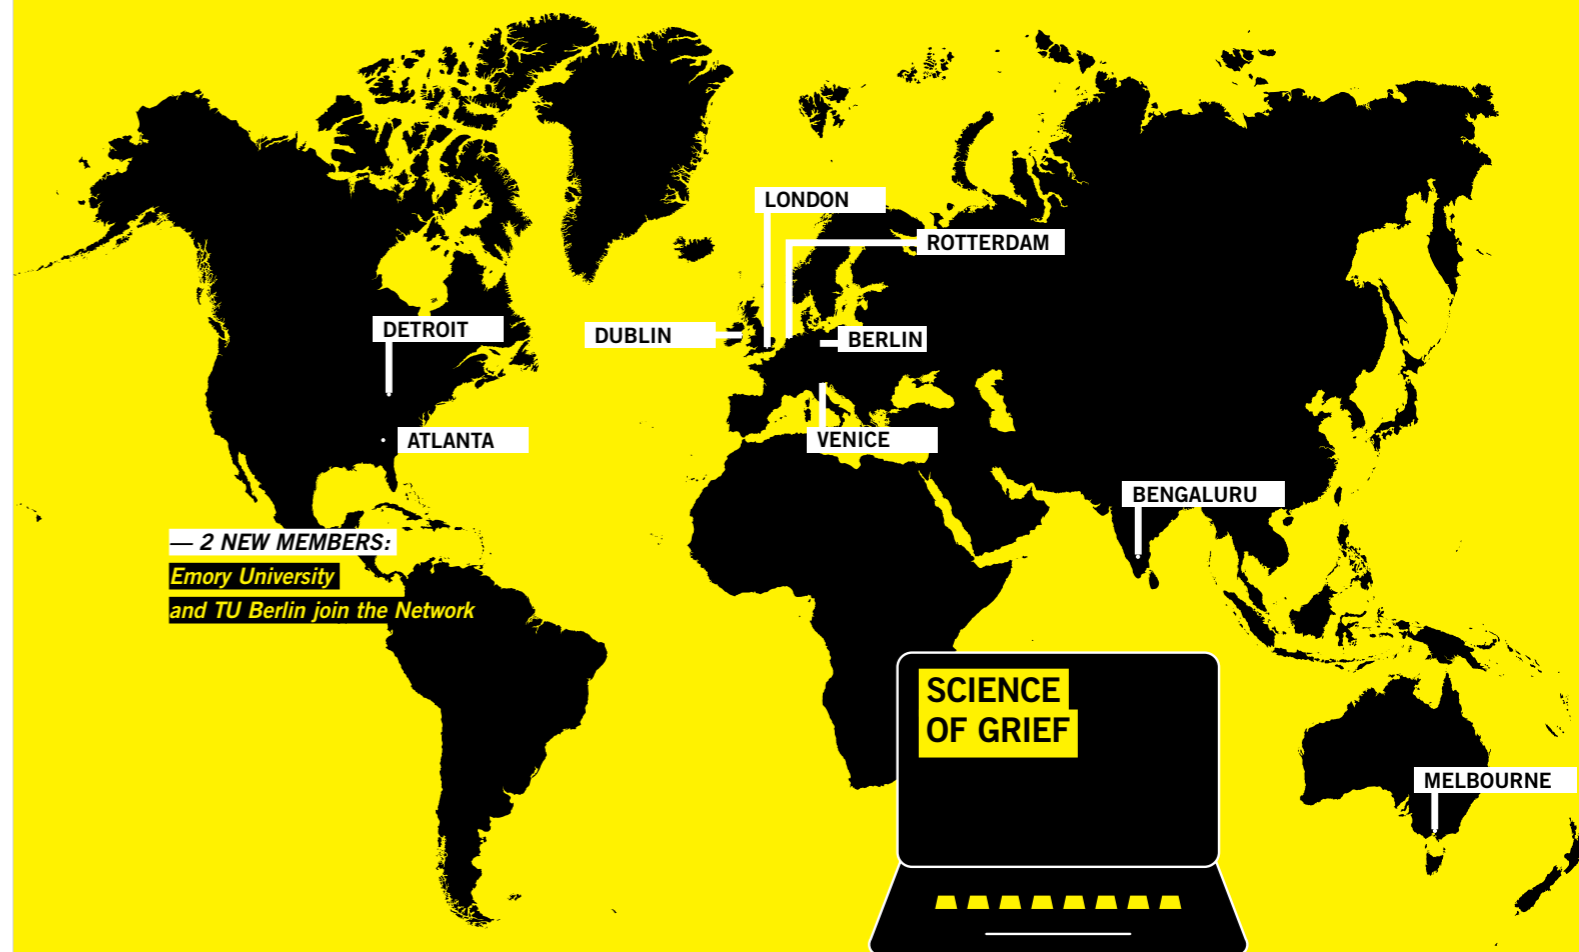 LONDON
ROTTERDAM
DETROIT
DUBLIN
BERLIN
ATLANTA
VENICE
BENGALURU
— 2 NEW MEMBERS:
Emory University
and TU Berlin join the Network
SCIENCE
OF GRIEF
MELBOURNE